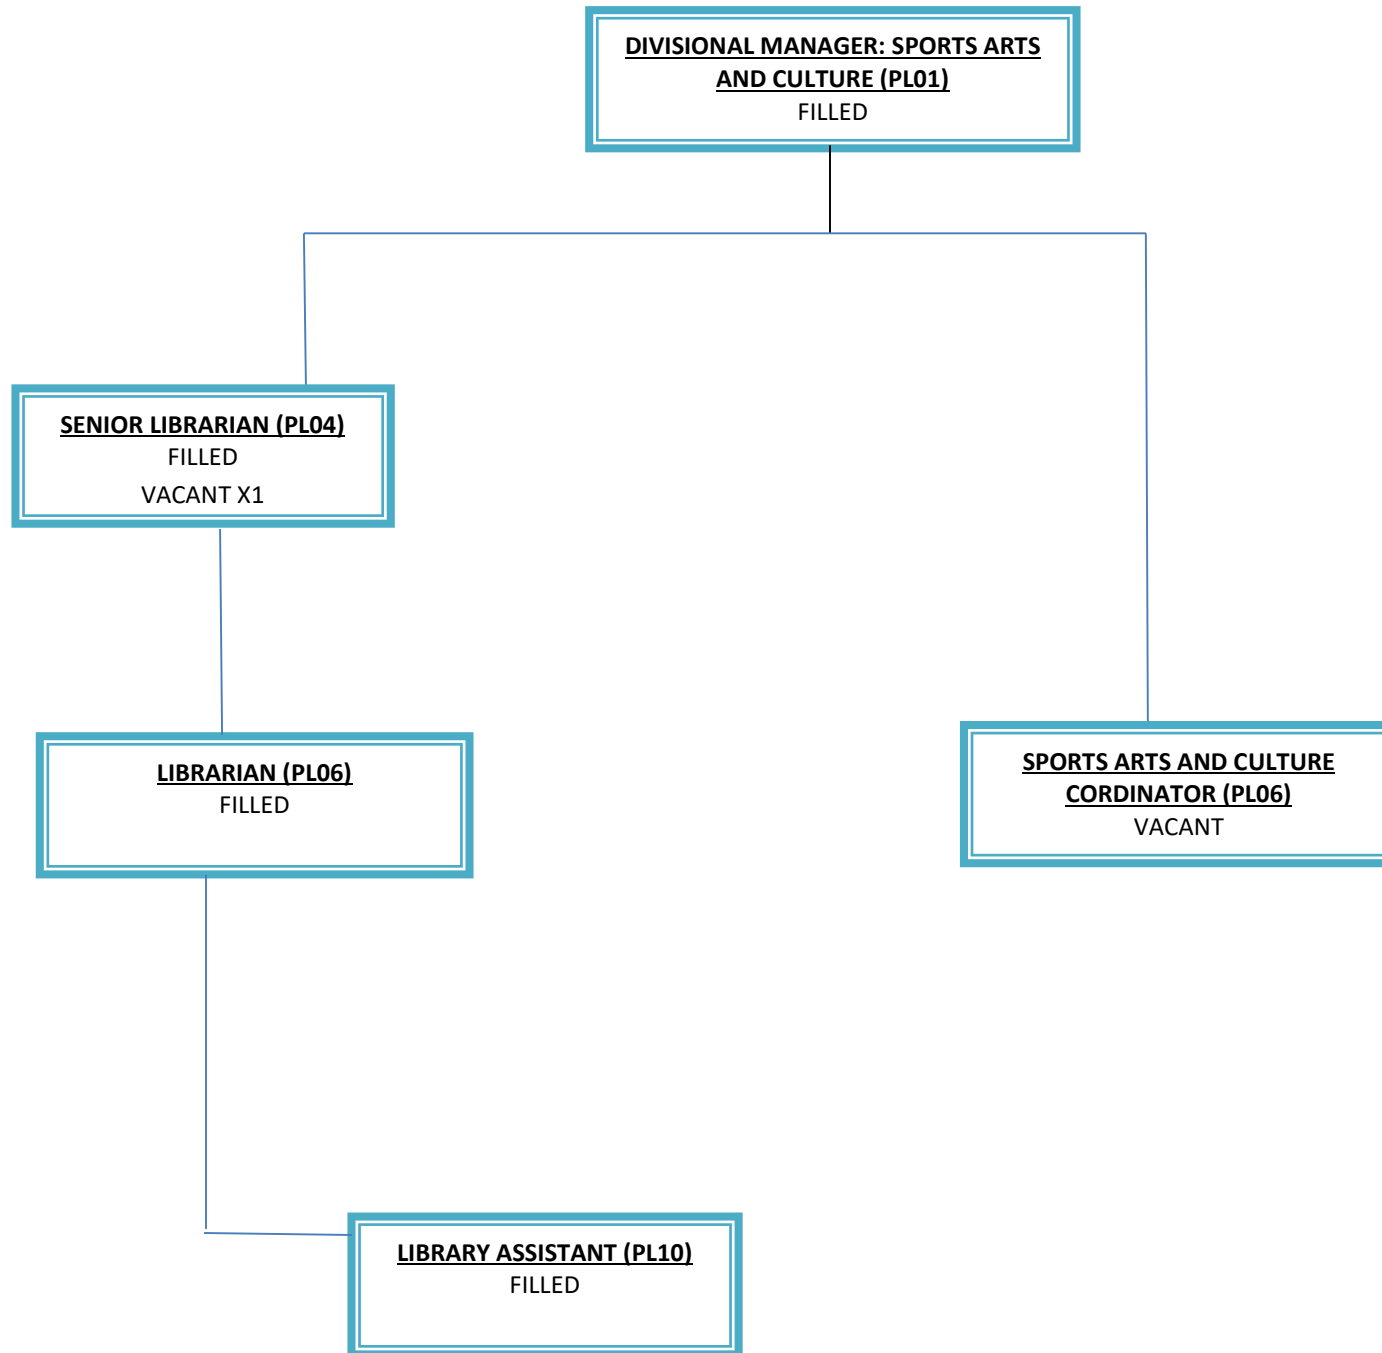 DIVISIONAL MANAGER: SPORTS ARTS
AND CULTURE (PL01)
FILLED
SENIOR LIBRARIAN (PL04)
FILLED
VACANT X1
LIBRARIAN (PL06)
FILLED
SPORTS ARTS AND CULTURE
CORDINATOR (PL06)
VACANT
LIBRARY ASSISTANT (PL10)
FILLED